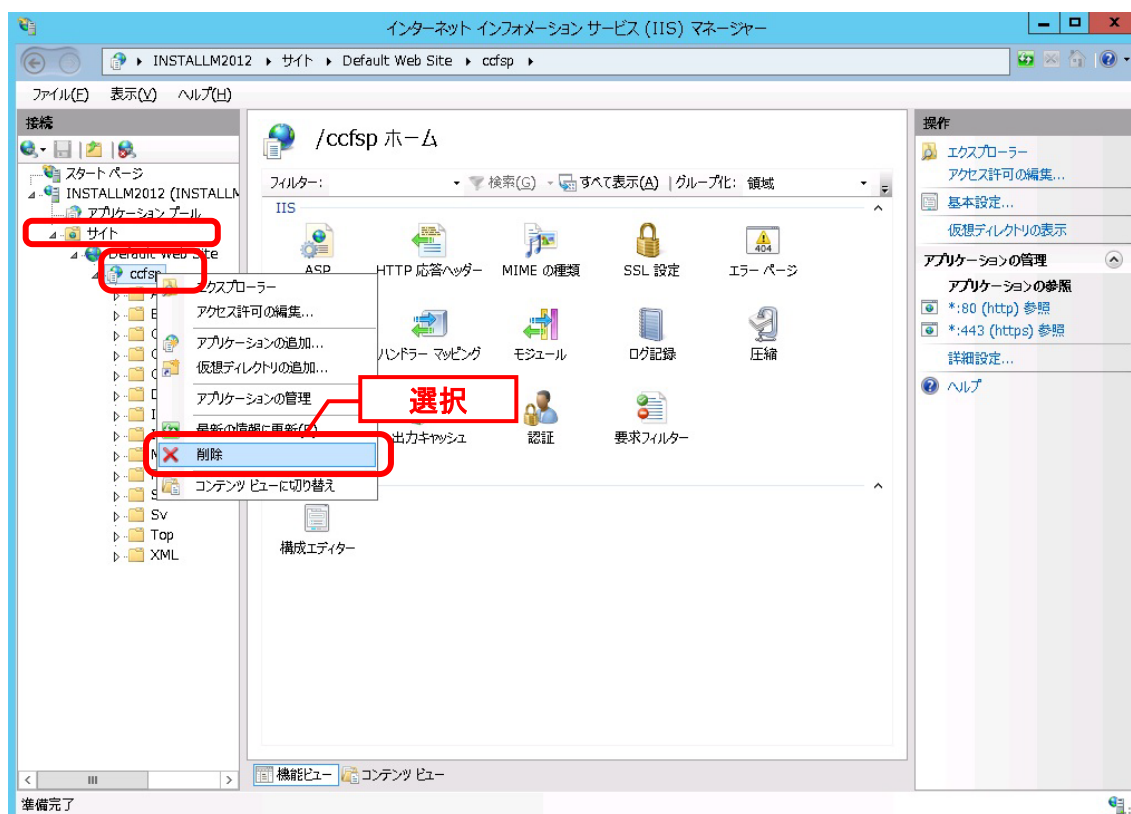 インターネット インフォメーション サービス (IIS) マネージャー
INSTALLM2012 ▸ サイト ▸ Default Web Site ▸ ccfsp ▸
ファイル(F) 表示(V) ヘルプ(H)
接続
スタート ページ
INSTALLM2012 (INSTALLM
アプリケーション プール
サイト
Default Web Site
ccfsp
Sv
Top
XML
/ccfsp ホーム
フィルター: 検索(G) すべて表示(A) | グループ化: 領域
IIS
ASP HTTP 応答ヘッダー MIME の種類 SSL 設定 エラー ページ
404
ハンドラー マッピング モジュール ログ記録 圧縮
出力キャッシュ 認証 要求フィルター
構成エディター
エクスプローラー
アクセス許可の編集...
アプリケーションの追加...
仮想ディレクトリの追加...
アプリケーションの管理
最新の情報に更新(R)
削除
コンテンツ ビューに切り替え
選択
操作
エクスプローラー
アクセス許可の編集...
基本設定...
仮想ディレクトリの表示
アプリケーションの管理
アプリケーションの参照
*:80 (http) 参照
*:443 (https) 参照
詳細設定...
ヘルプ
機能ビュー コンテンツ ビュー
準備完了